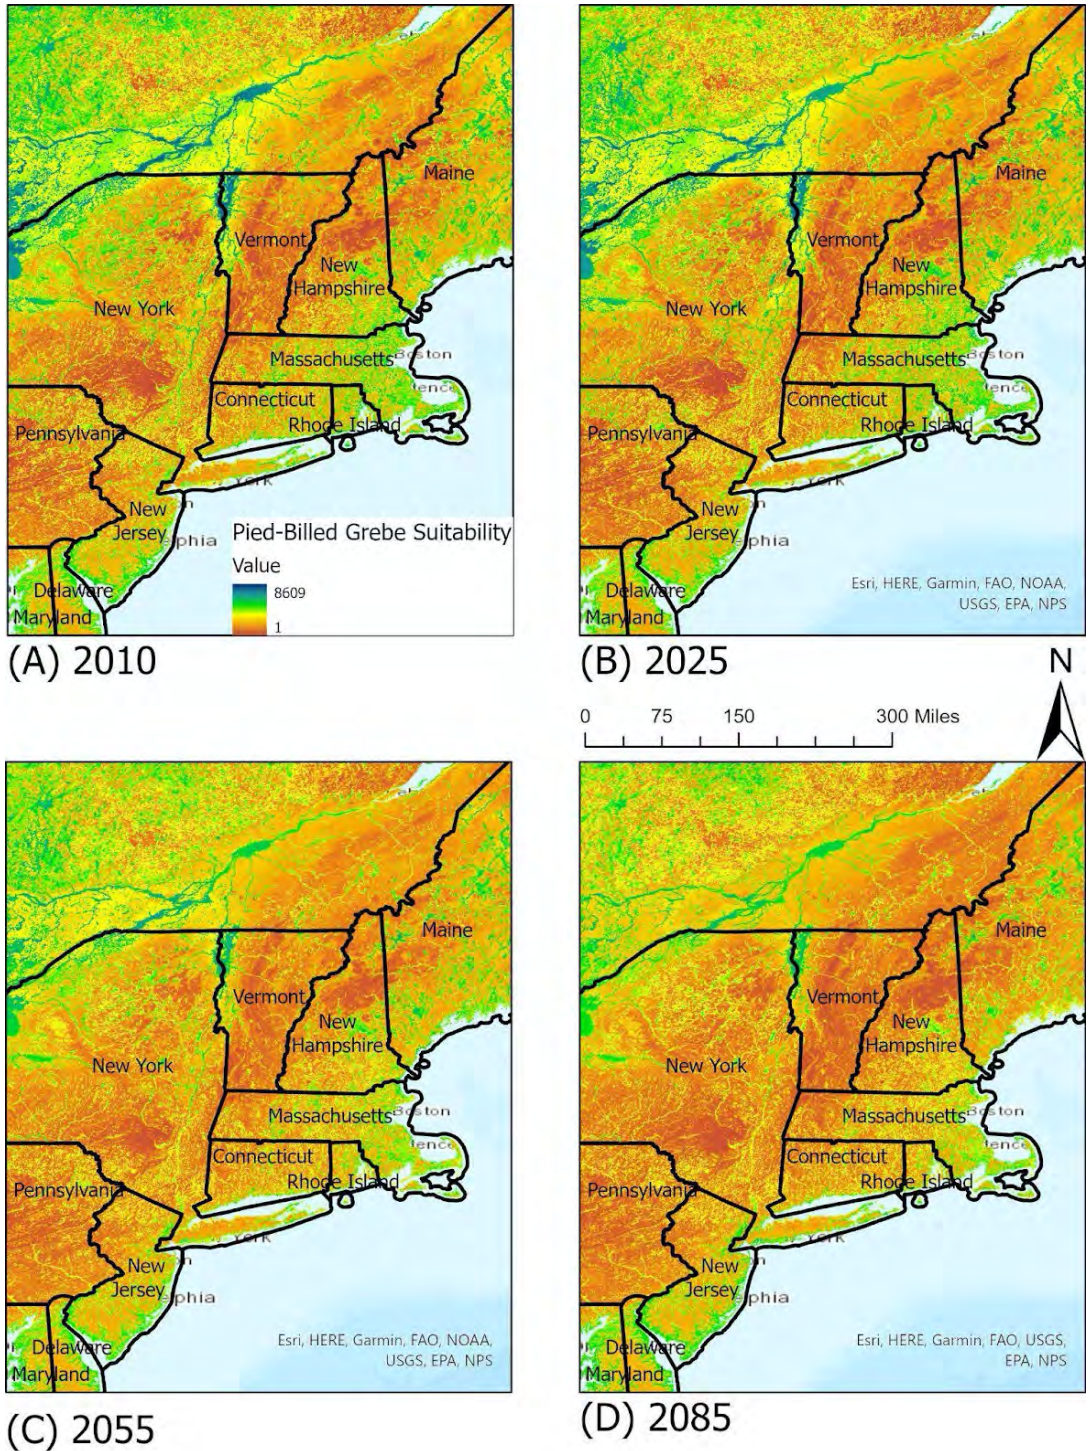 Maine
Vermont
New
Hampshire
New York
Massachusetts
Boston
Connecticut
Rhode Island
Pennsylvania
New
Jersey
Delaware
Maryland
Pied-Billed Grebe Suitability
Value
8609
1
(A) 2010
Maine
Vermont
New
Hampshire
New York
Massachusetts
Boston
Connecticut
Rhode Island
Pennsylvania
New
Jersey
Delaware
Maryland
Esri, HERE, Garmin, FAO, NOAA,
USGS, EPA, NPS
(B) 2025
N
0 75 150 300 Miles
Maine
Vermont
New
Hampshire
New York
Massachusetts
Boston
Connecticut
Rhode Island
Pennsylvania
New
Jersey
Delaware
Maryland
Esri, HERE, Garmin, FAO, NOAA,
USGS, EPA, NPS
(C) 2055
Maine
Vermont
New
Hampshire
New York
Massachusetts
Boston
Connecticut
Rhode Island
Pennsylvania
New
Jersey
Delaware
Maryland
Esri, HERE, Garmin, FAO, USGS,
EPA, NPS
(D) 2085